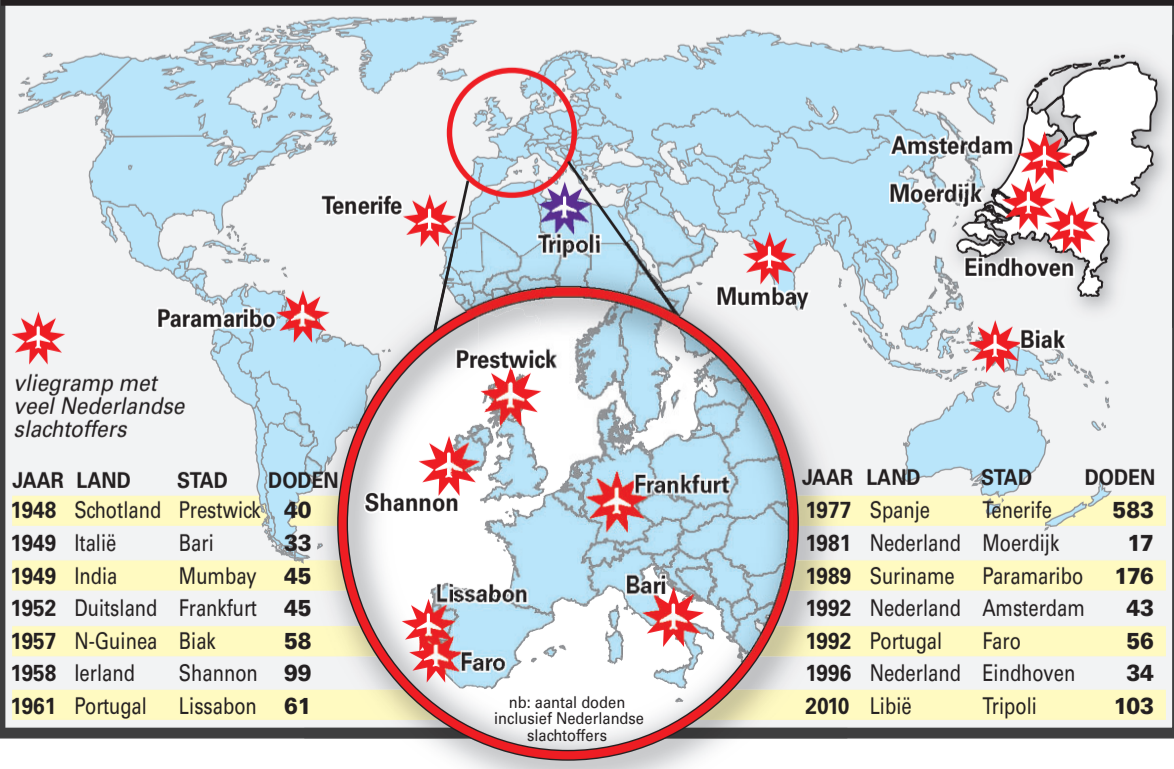 Amsterdam
Moerdijk
Eindhoven
Tenerife
Tripoli
Mumbay
Paramaribo
Biak
vliegramp met
veel Nederlandse
slachtoffers
Prestwick
Shannon
Frankfurt
Lissabon
Bari
Faro
nb: aantal doden
inclusief Nederlandse
slachtoffers
JAAR LAND STAD DODEN
1948 Schotland Prestwick 40
1949 Italië Bari 33
1949 India Mumbay 45
1952 Duitsland Frankfurt 45
1957 N-Guinea Biak 58
1958 Ierland Shannon 99
1961 Portugal Lissabon 61
JAAR LAND STAD DODEN
1977 Spanje Tenerife 583
1981 Nederland Moerdijk 17
1989 Suriname Paramaribo 176
1992 Nederland Amsterdam 43
1992 Portugal Faro 56
1996 Nederland Eindhoven 34
2010 Libië Tripoli 103